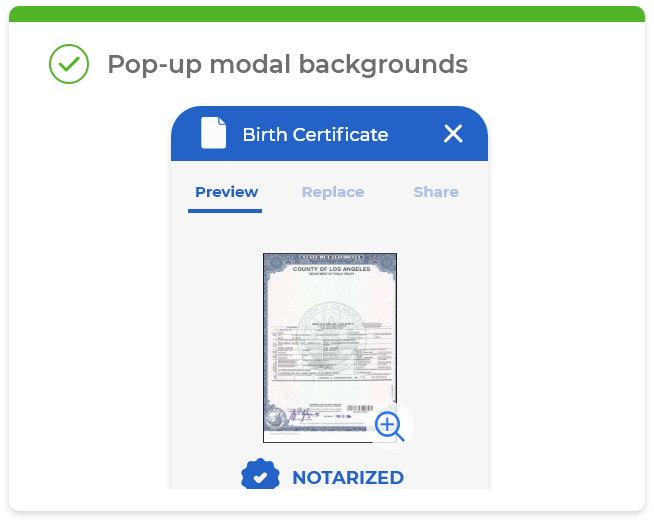 Pop-up modal backgrounds
Birth Certificate
Preview Replace Share
STATE OF CALIFORNIA
COUNTY OF LOS ANGELES
DEPARTMENT OF PUBLIC HEALTH
NOTARIZED